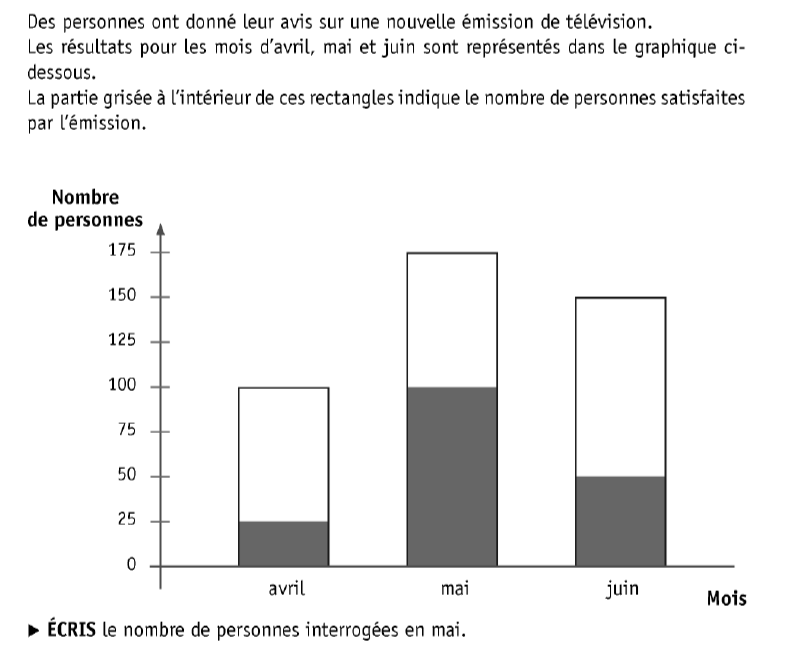 Des personnes ont donné leur avis sur une nouvelle émission de télévision.
Les résultats pour les mois d'avril, mai et juin sont représentés dans le graphique ci-
dessous.
La partie grisée à l'intérieur de ces rectangles indique le nombre de personnes satisfaites
par l'émission.
Nombre
de personnes
175
150
125
100
75
50
25
0
avril mai juin
Mois
► ÉCRIS le nombre de personnes interrogées en mai.